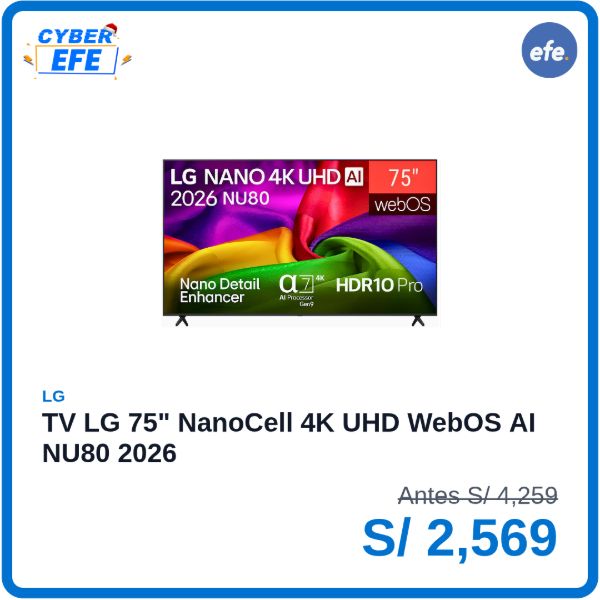 CYBER
EFE
efe.
LG NANO 4K UHD AI
75"
2026 NU80
webOS
Nano Detail
Enhancer
α7 4K
AI Processor
Gen9
HDR10 Pro
LG
TV LG 75" NanoCell 4K UHD WebOS AI
NU80 2026
Antes S/ 4,259
S/ 2,569